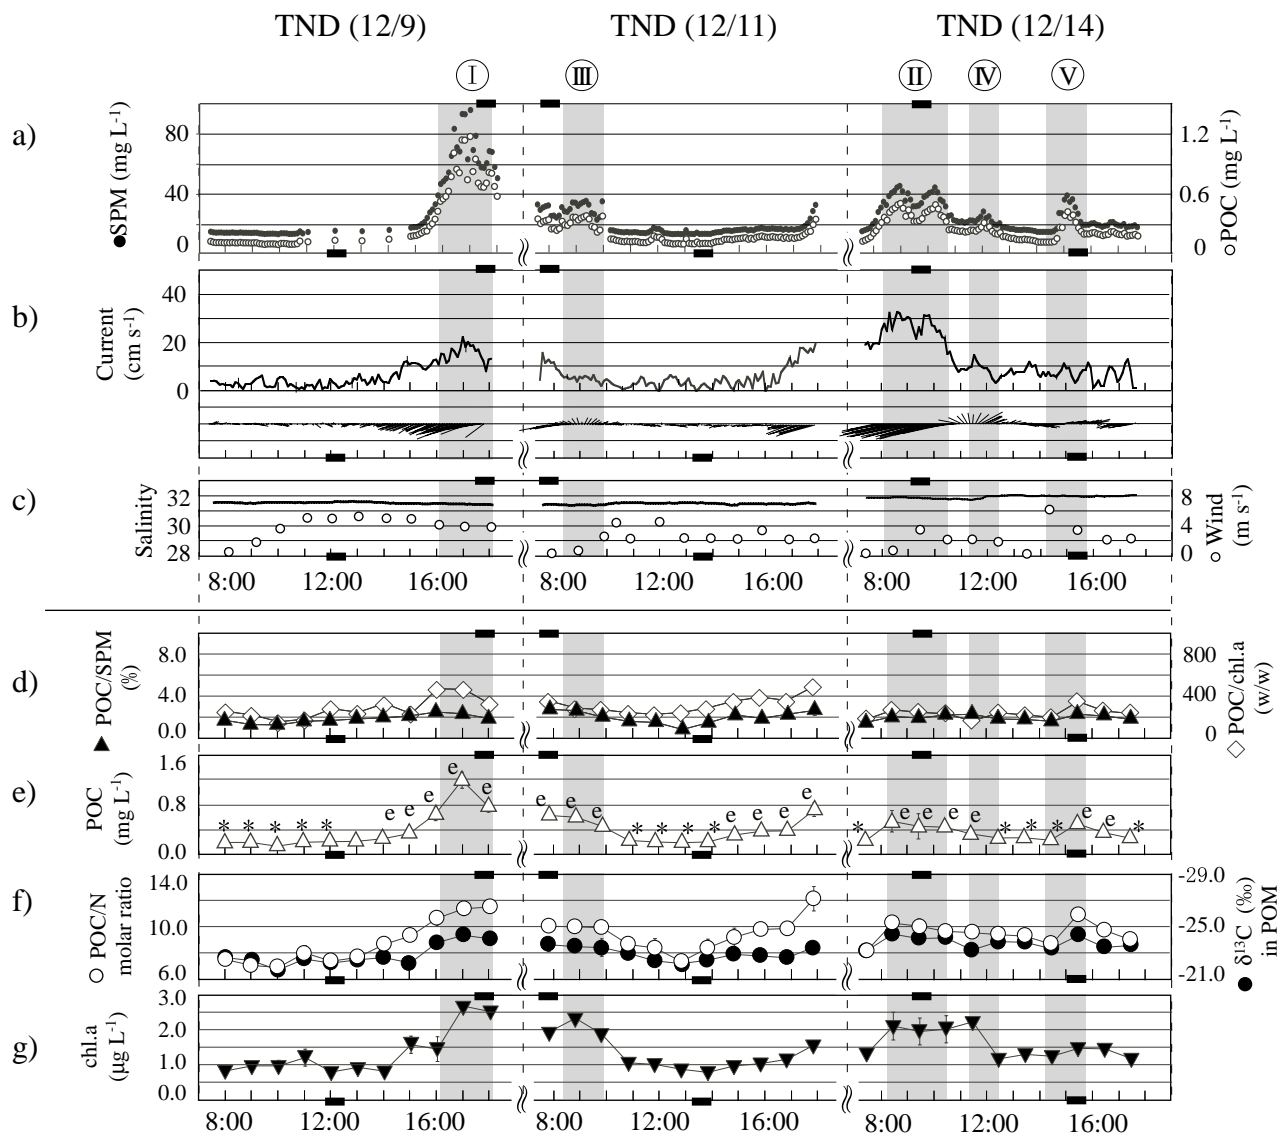 TND (12/9) TND (12/11) TND (12/14)
Ⅰ Ⅲ Ⅱ Ⅳ Ⅴ
a)
●SPM (mg L-1)
80
40
20
0
1.2
0.6
0
○POC (mg L-1)
b)
Current
(cm s-1)
40
20
0
c)
Salinity
32
30
28
8
4
0
○Wind
(m s-1)
8:00 12:00 16:00 8:00 12:00 16:00 8:00 12:00 16:00
d)
▲ POC/SPM
(%)
8.0
4.0
0.0
800
400
0
◇POC/chl.a
(w/w)
e)
POC
(mg L-1)
1.6
0.8
0.0
* * * * * e e e e e
e e e * * * * e e e
* e e e e * * * e e *
f)
○ POC/N
molar ratio
14.0
10.0
6.0
-29.0
-25.0
-21.0
● δ13C (‰)
in POM
g)
chl.a
(μg L-1)
3.0
2.0
1.0
0.0
8:00 12:00 16:00 8:00 12:00 16:00 8:00 12:00 16:00